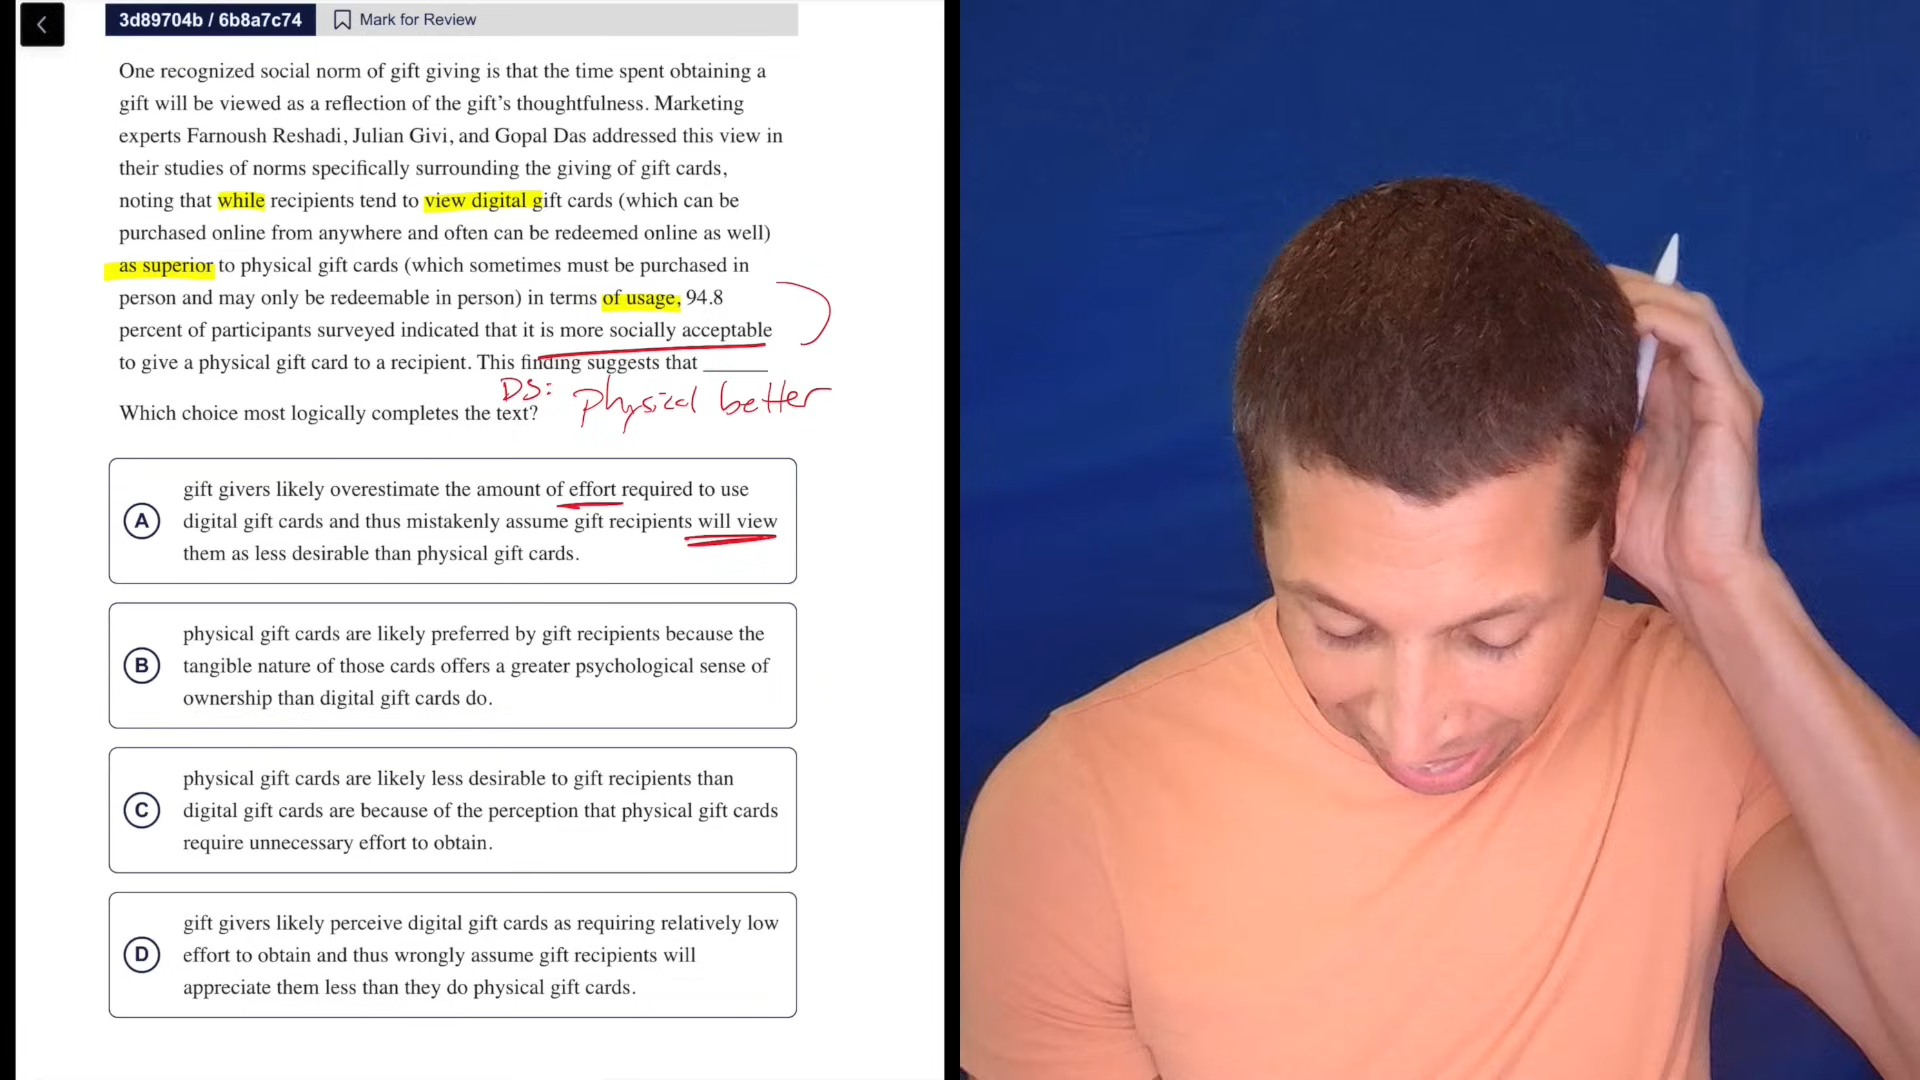 3d89704b / 6b8a7c74 Mark for Review
One recognized social norm of gift giving is that the time spent obtaining a
gift will be viewed as a reflection of the gift's thoughtfulness. Marketing
experts Farnoush Reshadi, Julian Givi, and Gopal Das addressed this view in
their studies of norms specifically surrounding the giving of gift cards,
noting that while recipients tend to view digital gift cards (which can be
purchased online from anywhere and often can be redeemed online as well)
as superior to physical gift cards (which sometimes must be purchased in
person and may only be redeemable in person) in terms of usage, 94.8
percent of participants surveyed indicated that it is more socially acceptable
to give a physical gift card to a recipient. This finding suggests that ______
DS: physical better
Which choice most logically completes the text?
A gift givers likely overestimate the amount of effort required to use
digital gift cards and thus mistakenly assume gift recipients will view
them as less desirable than physical gift cards.
B physical gift cards are likely preferred by gift recipients because the
tangible nature of those cards offers a greater psychological sense of
ownership than digital gift cards do.
C physical gift cards are likely less desirable to gift recipients than
digital gift cards are because of the perception that physical gift cards
require unnecessary effort to obtain.
D gift givers likely perceive digital gift cards as requiring relatively low
effort to obtain and thus wrongly assume gift recipients will
appreciate them less than they do physical gift cards.